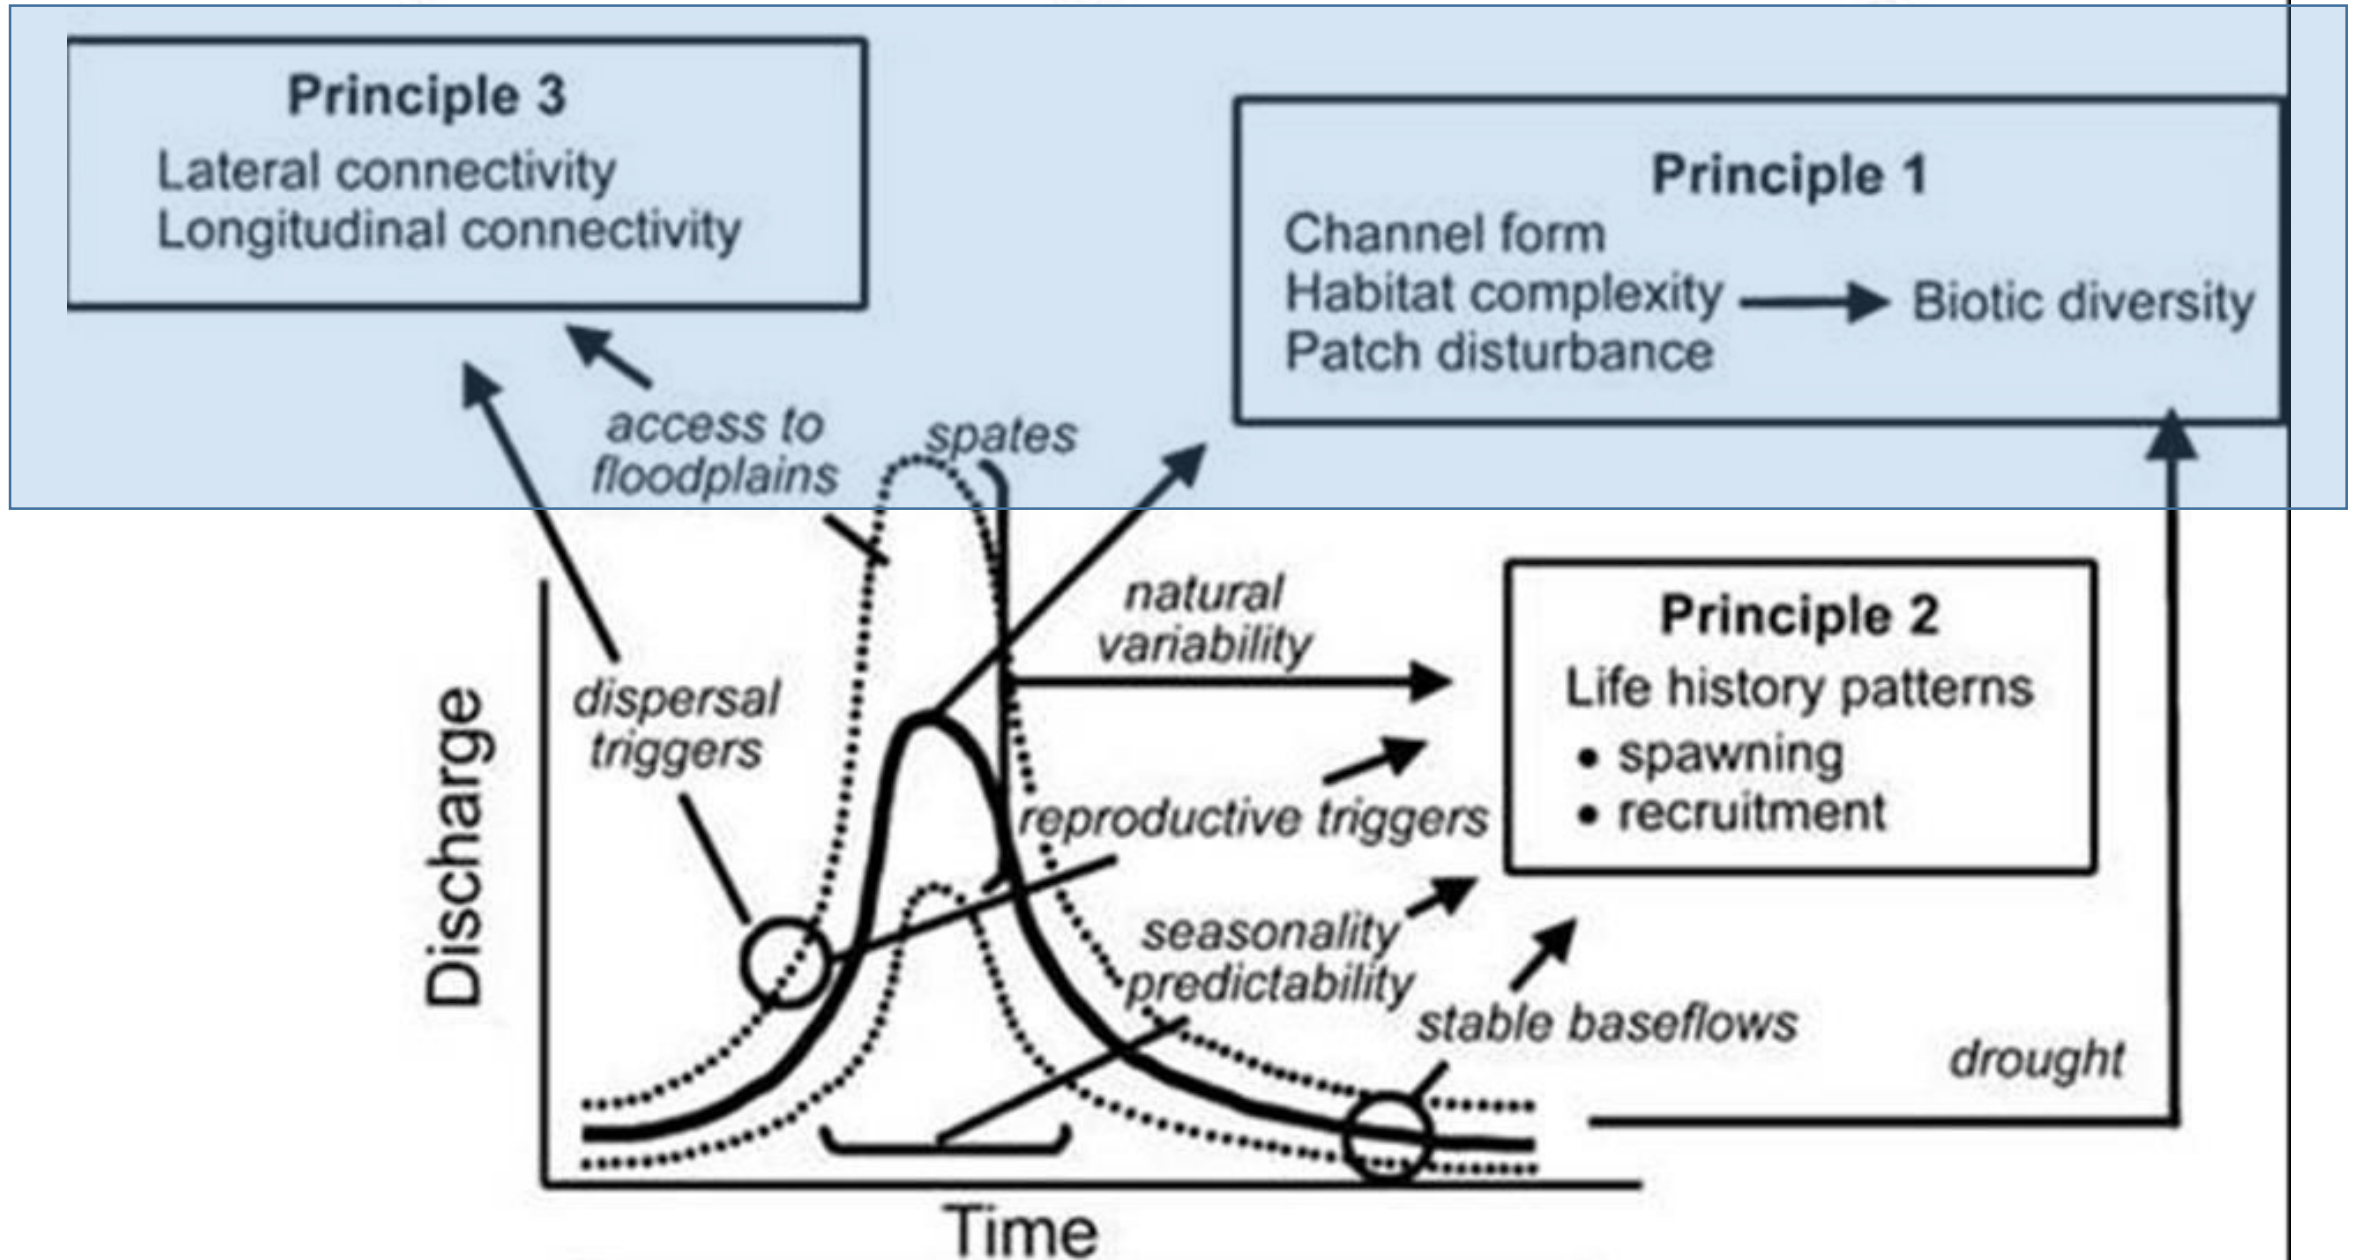 Principle 3
Lateral connectivity
Longitudinal connectivity
Principle 1
Channel form
Habitat complexity
Biotic diversity
Patch disturbance
access to
floodplains
spates
natural
variability
Principle 2
Life history patterns
• spawning
• recruitment
dispersal
triggers
reproductive triggers
seasonality
predictability
stable baseflows
drought
Discharge
Time